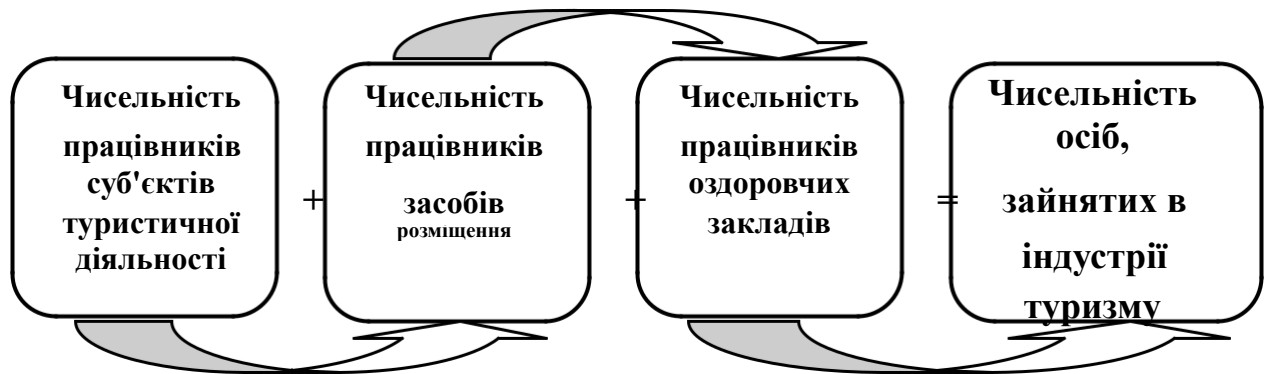 Чисельність
працівників
суб'єктів
туристичної
діяльності
+
Чисельність
працівників
засобів
розміщення
+
Чисельність
працівників
оздоровчих
закладів
=
Чисельність
осіб,
зайнятих в
індустрії
туризму